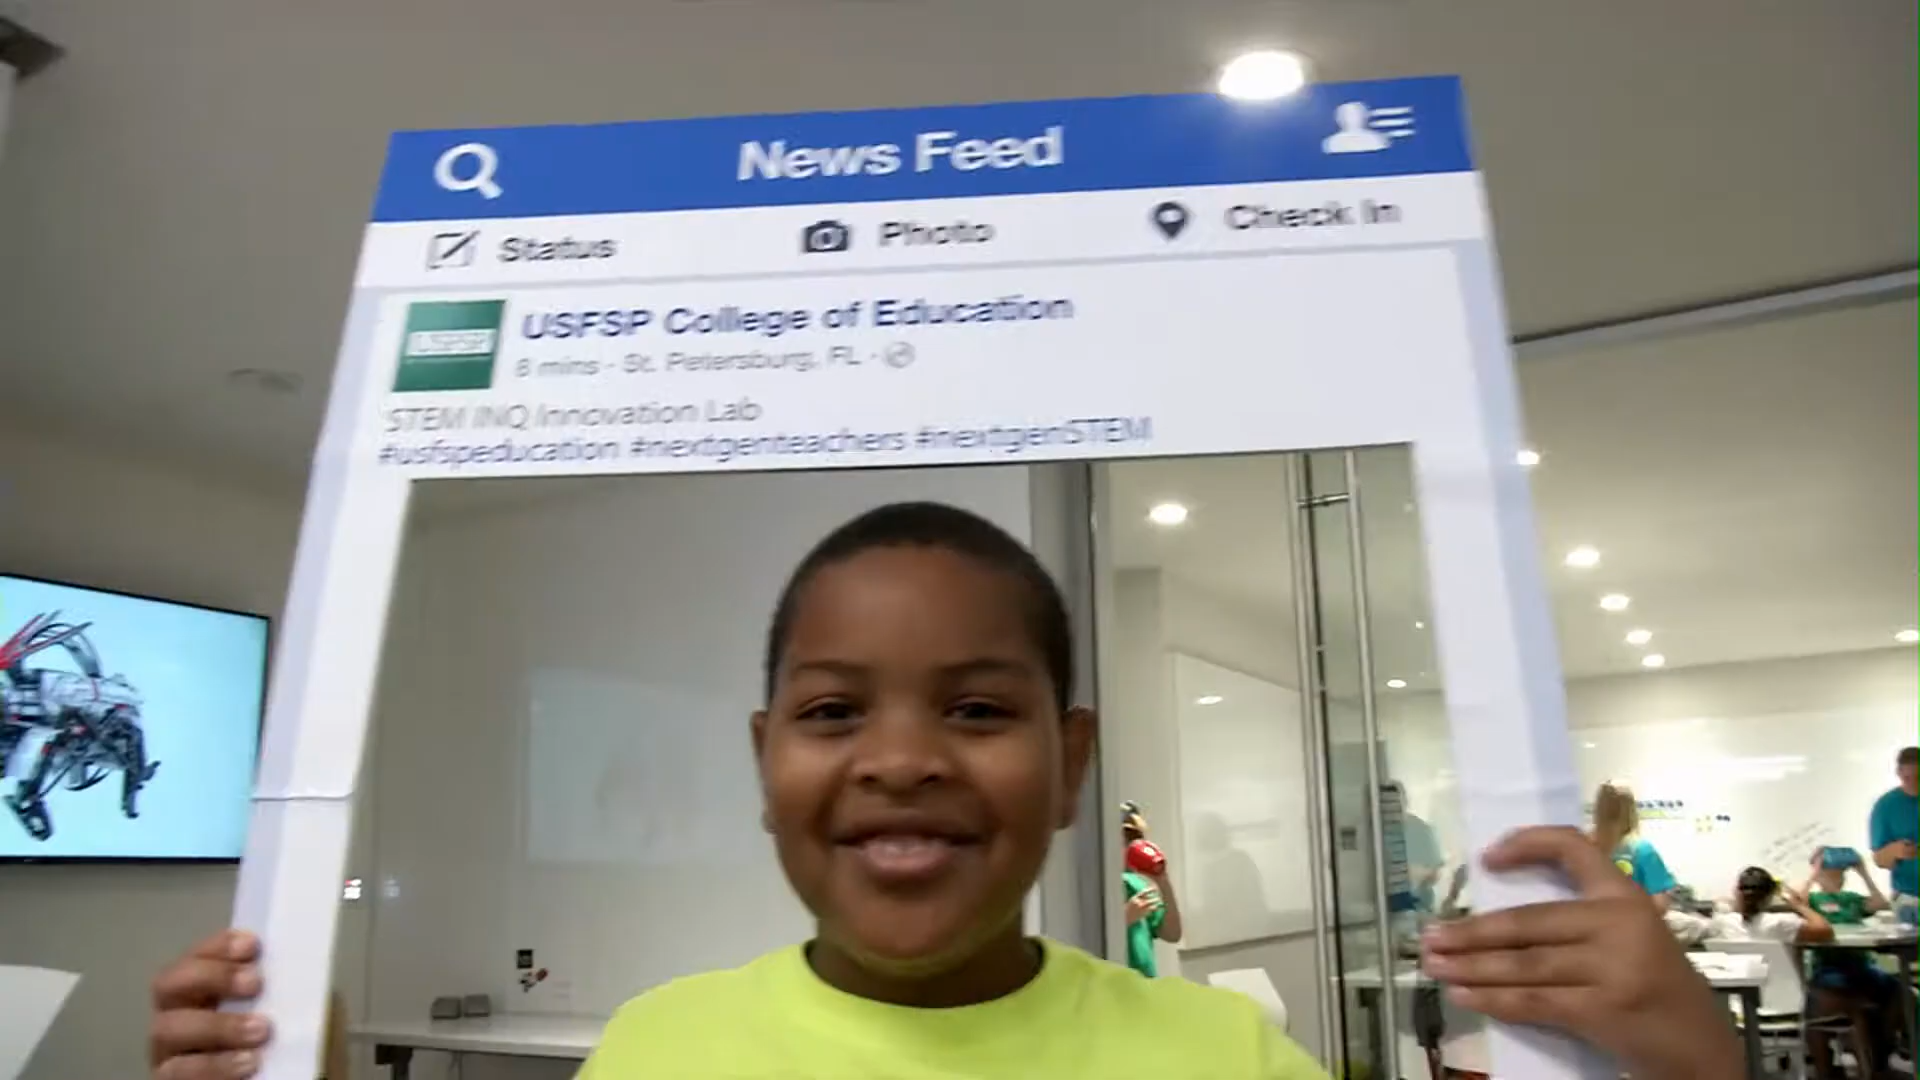 News Feed
Status Photo Check In
USFSP College of Education
USFSP
8 mins · St. Petersburg, FL ·
STEM INQ Innovation Lab
#usfspeducation #nextgenteachers #nextgenSTEM